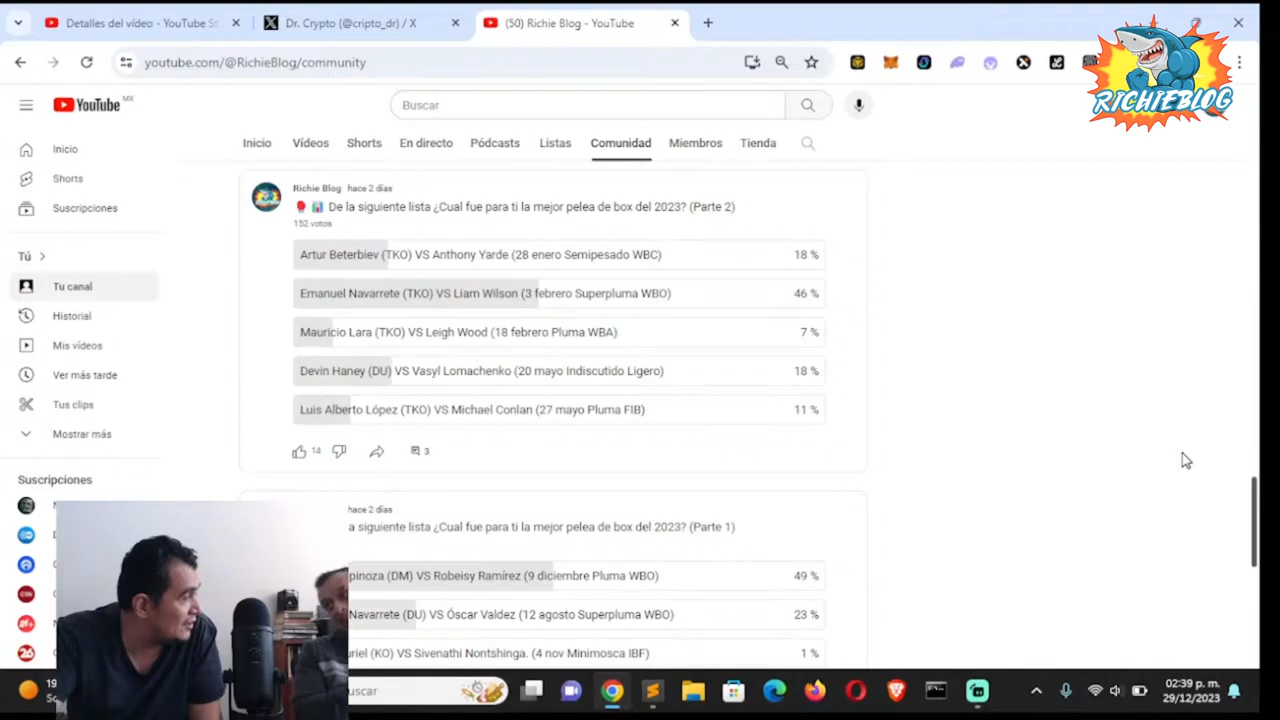 Detalles del vídeo - YouTube St
Dr. Crypto (@cripto_dr) / X
(50) Richie Blog - YouTube
youtube.com/@RichieBlog/community
RICHIEBLOG
YouTube MX
Buscar
Inicio
Vídeos
Shorts
En directo
Pódcasts
Listas
Comunidad
Miembros
Tienda
Inicio
Shorts
Suscripciones
Tú
Tu canal
Historial
Mis vídeos
Ver más tarde
Tus clips
Mostrar más
Suscripciones
Richie Blog hace 2 días
De la siguiente lista ¿Cual fue para ti la mejor pelea de box del 2023? (Parte 2)
152 votos
Artur Beterbiev (TKO) VS Anthony Yarde (28 enero Semipesado WBC) 18 %
Emanuel Navarrete (TKO) VS Liam Wilson (3 febrero Superpluma WBO) 46 %
Mauricio Lara (TKO) VS Leigh Wood (18 febrero Pluma WBA) 7 %
Devin Haney (DU) VS Vasyl Lomachenko (20 mayo Indiscutido Ligero) 18 %
Luis Alberto López (TKO) VS Michael Conlan (27 mayo Pluma FIB) 11 %
14
3
hace 2 días
a siguiente lista ¿Cual fue para ti la mejor pelea de box del 2023? (Parte 1)
pinoza (DM) VS Robeisy Ramírez (9 diciembre Pluma WBO) 49 %
Navarrete (DU) VS Óscar Valdez (12 agosto Superpluma WBO) 23 %
uriel (KO) VS Sivenathi Nontshinga. (4 nov Minimosca IBF) 1 %
19
So
uscar
02:39 p. m.
29/12/2023